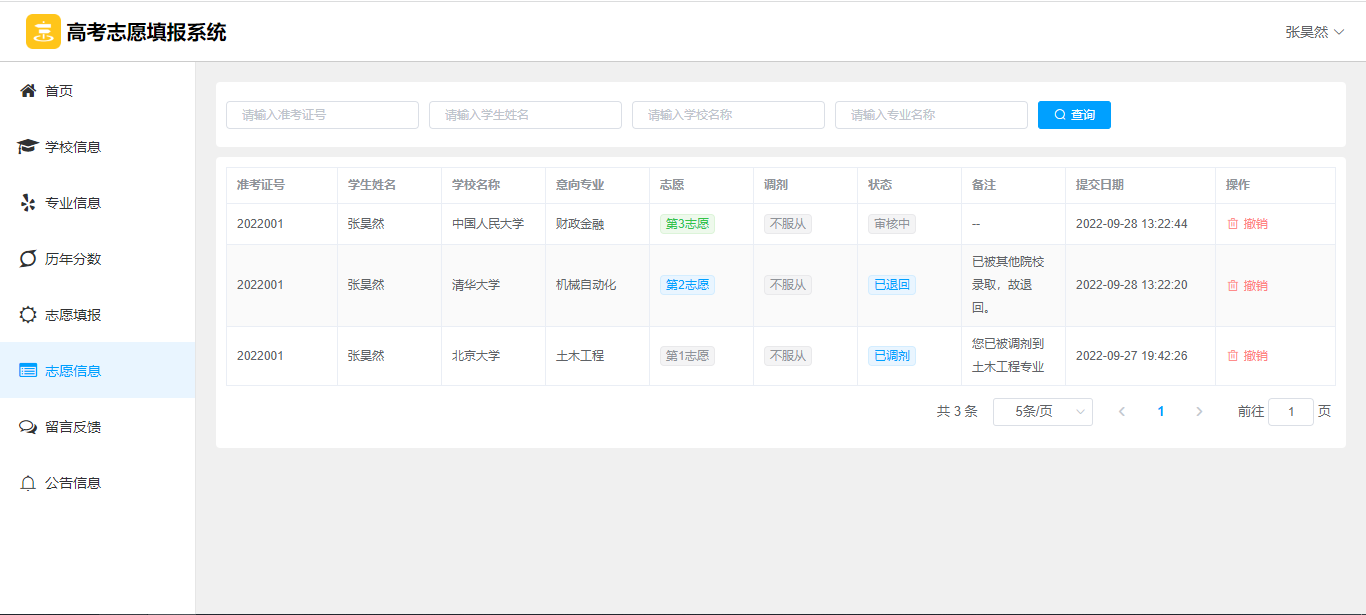 高考志愿填报系统
张昊然
首页
学校信息
专业信息
历年分数
志愿填报
志愿信息
留言反馈
公告信息
请输入准考证号 请输入学生姓名 请输入学校名称 请输入专业名称 查询
准考证号 学生姓名 学校名称 意向专业 志愿 调剂 状态 备注 提交日期 操作
2022001 张昊然 中国人民大学 财政金融 第3志愿 不服从 审核中 -- 2022-09-28 13:22:44 撤销
已被其他院校
2022001 张昊然 清华大学 机械自动化 第2志愿 不服从 已退回 录取，故退 2022-09-28 13:22:20 撤销
回。
您已被调剂到
2022001 张昊然 北京大学 土木工程 第1志愿 不服从 已调剂 2022-09-27 19:42:26 撤销
土木工程专业
共 3 条 5条/页 1 前往 1 页